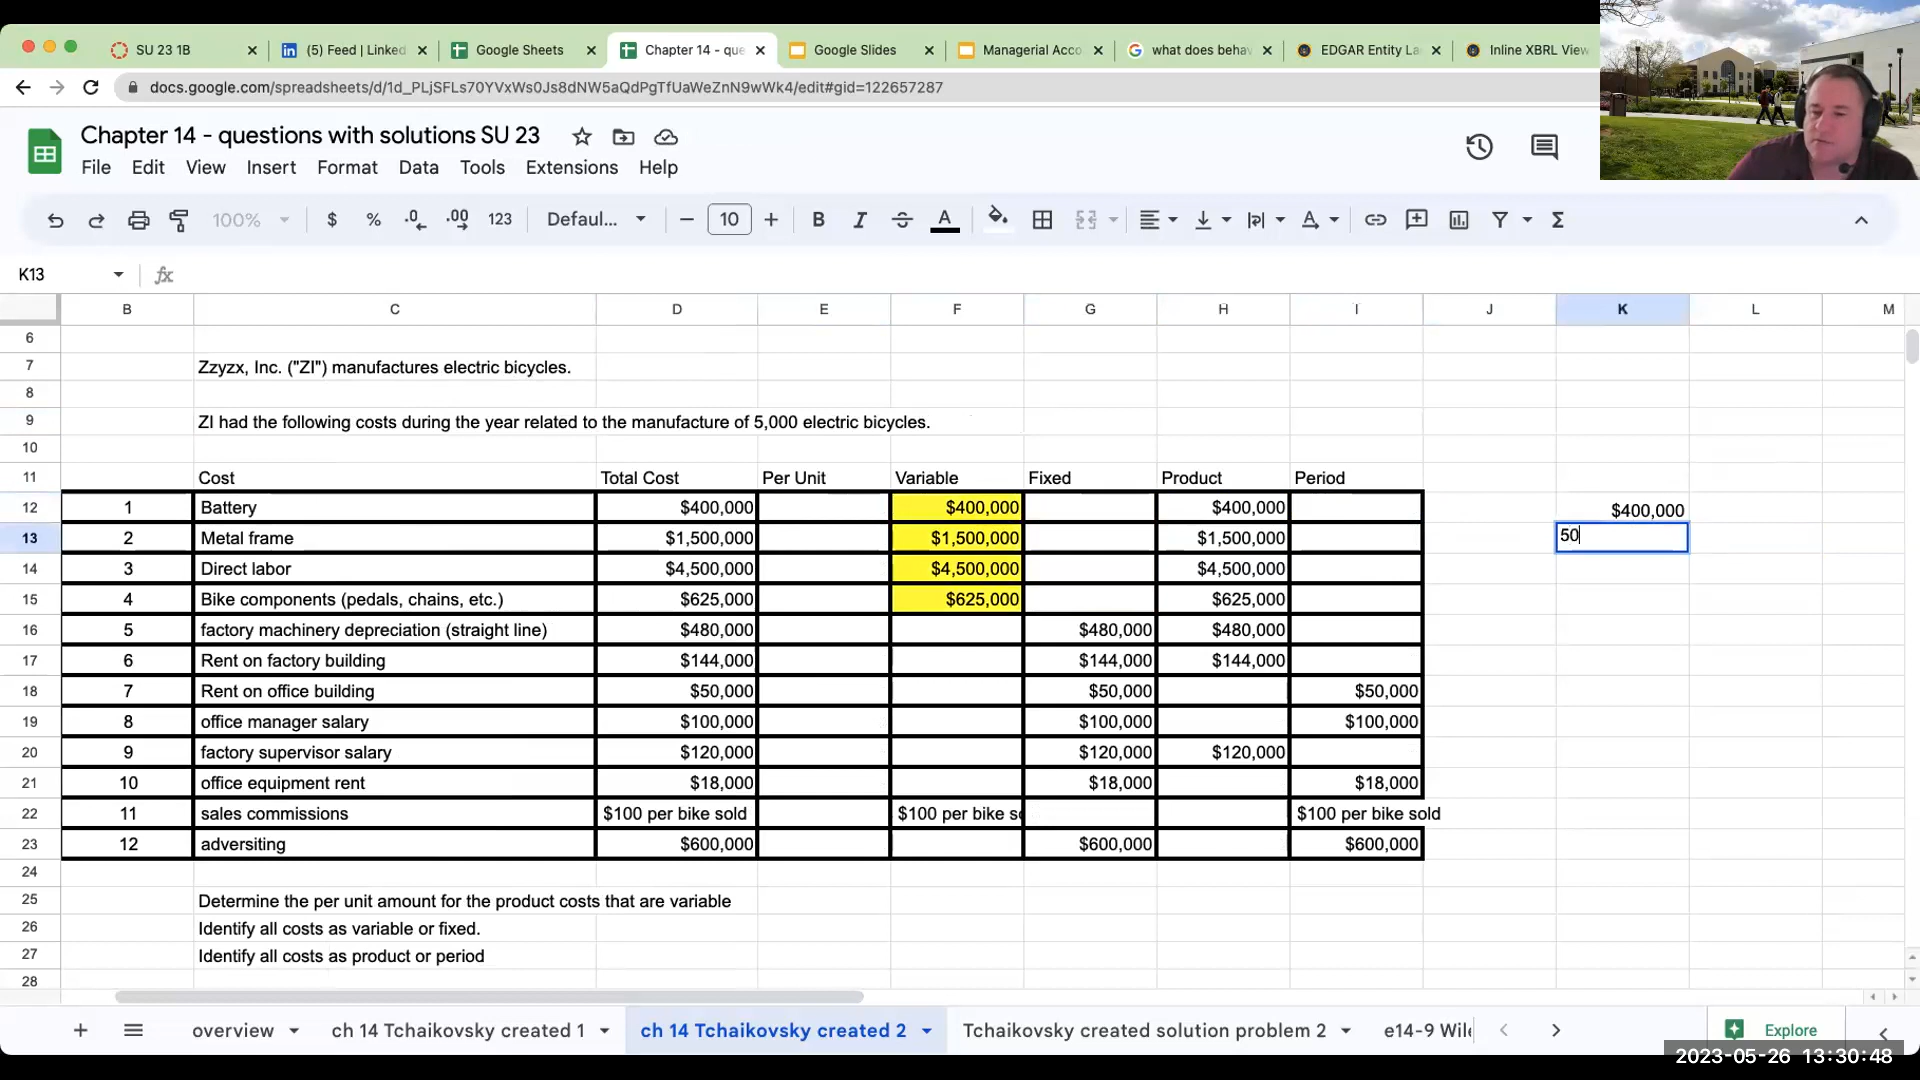 SU 23 1B
(5) Feed | Linked
Google Sheets
Chapter 14 - que
Google Slides
Managerial Acco
what does behav
EDGAR Entity La
Inline XBRL View
docs.google.com/spreadsheets/d/1d_PLjSFLs70YVxWs0Js8dNW5aQdPgTfUaWeZnN9wWk4/edit#gid=122657287
Chapter 14 - questions with solutions SU 23
File Edit View Insert Format Data Tools Extensions Help
100% $ % .0 .00 123 Defaul... 10 B I S A Σ
K13 fx
B C D E F G H I J K L M
6
7 Zzyzx, Inc. ("ZI") manufactures electric bicycles.
8
9 ZI had the following costs during the year related to the manufacture of 5,000 electric bicycles.
10
11 Cost Total Cost Per Unit Variable Fixed Product Period
12 1 Battery $400,000 $400,000 $400,000 $400,000
13 2 Metal frame $1,500,000 $1,500,000 $1,500,000 50
14 3 Direct labor $4,500,000 $4,500,000 $4,500,000
15 4 Bike components (pedals, chains, etc.) $625,000 $625,000 $625,000
16 5 factory machinery depreciation (straight line) $480,000 $480,000 $480,000
17 6 Rent on factory building $144,000 $144,000 $144,000
18 7 Rent on office building $50,000 $50,000 $50,000
19 8 office manager salary $100,000 $100,000 $100,000
20 9 factory supervisor salary $120,000 $120,000 $120,000
21 10 office equipment rent $18,000 $18,000 $18,000
22 11 sales commissions $100 per bike sold $100 per bike so $100 per bike sold
23 12 adversiting $600,000 $600,000 $600,000
24
25 Determine the per unit amount for the product costs that are variable
26 Identify all costs as variable or fixed.
27 Identify all costs as product or period
28
overview ch 14 Tchaikovsky created 1 ch 14 Tchaikovsky created 2 Tchaikovsky created solution problem 2 e14-9 Wil Explore
2023-05-26 13:30:48